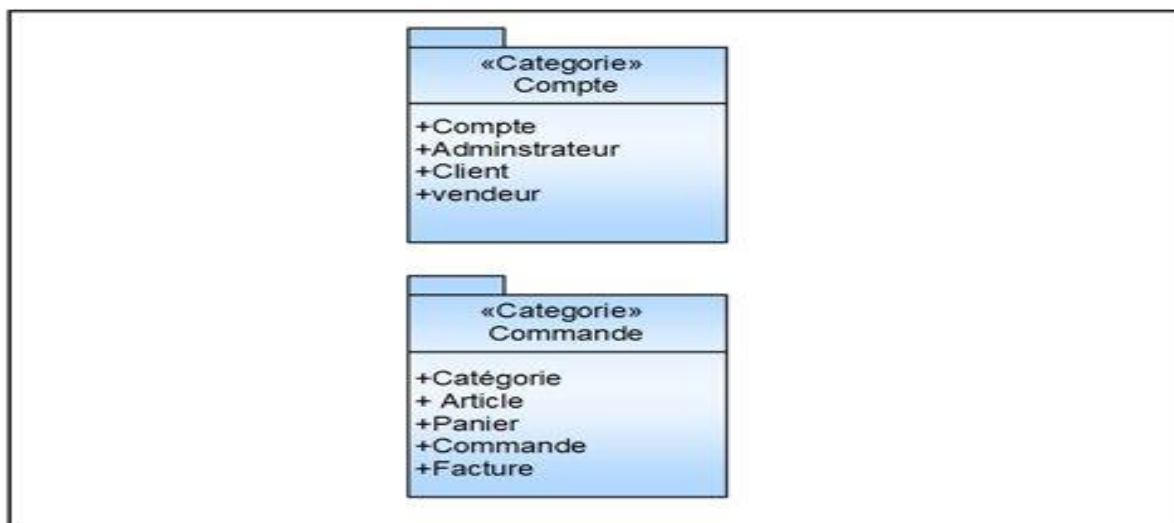 «Categorie»
Compte
+Compte
+Adminstrateur
+Client
+vendeur
«Categorie»
Commande
+Catégorie
+ Article
+Panier
+Commande
+Facture